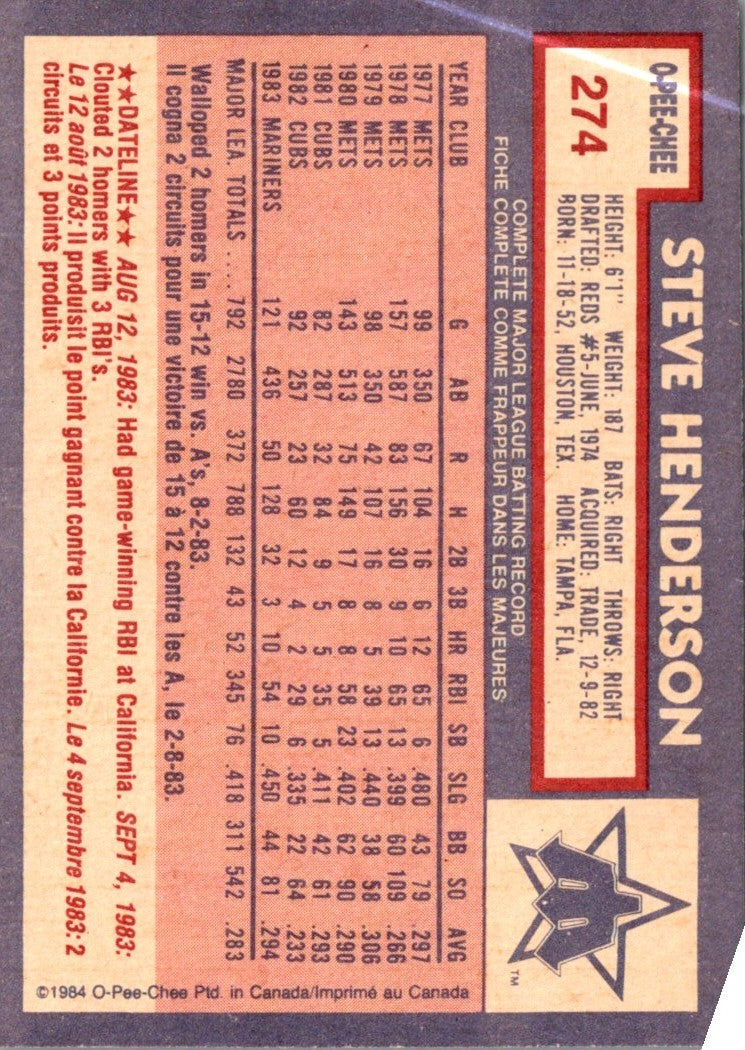 O-PEE-CHEE
274
STEVE HENDERSON
HEIGHT: 6'1" WEIGHT: 187 BATS: RIGHT THROWS: RIGHT
DRAFTED: REDS #5-JUNE, 1974 ACQUIRED: TRADE, 12-9-82
BORN: 11-18-52, HOUSTON, TEX. HOME: TAMPA, FLA.
TM
COMPLETE MAJOR LEAGUE BATTING RECORD
FICHE COMPLETE COMME FRAPPEUR DANS LES MAJEURES
YEAR CLUB G AB R H 2B 3B HR RBI SB SLG BB SO AVG
1977 METS 99 350 67 104 16 6 12 65 6 .480 43 79 .297
1978 METS 157 587 83 156 30 9 10 65 13 .399 60 109 .266
1979 METS 98 350 42 107 16 8 5 39 13 .440 38 58 .306
1980 METS 143 513 75 149 17 8 8 58 23 .402 62 90 .290
1981 CUBS 82 287 32 84 9 5 5 35 5 .411 42 61 .293
1982 CUBS 92 257 23 60 12 4 2 29 6 .335 22 64 .233
1983 MARINERS 121 436 50 128 32 3 10 54 10 .450 44 81 .294
MAJOR LEA. TOTALS .... 792 2780 372 788 132 43 52 345 76 .418 311 542 .283
Walloped 2 homers in 15-12 win vs. A's, 8-2-83.
Il cogna 2 circuits pour une victoire de 15 à 12 contre les A, le 2-8-83.
★★DATELINE★★ AUG 12, 1983: Had game-winning RBI at California. SEPT 4, 1983:
Clouted 2 homers with 3 RBI's.
Le 12 août 1983: Il produisit le point gagnant contre la Californie. Le 4 septembre 1983: 2
circuits et 3 points produits.
©1984 O-Pee-Chee Ptd. in Canada/Imprimé au Canada